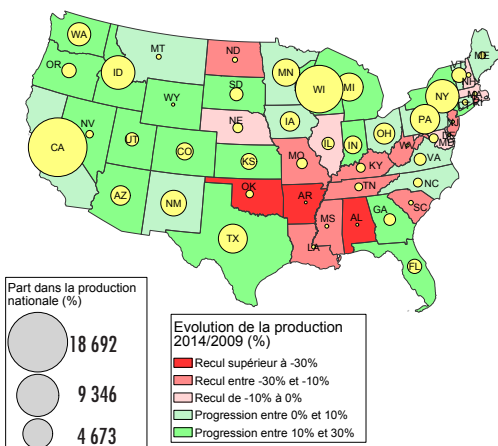 WA
MT
ND
ME
VT
NH
OR
ID
MN
WI
MI
NY
SD
WY
IA
PA
NE
NV
UT
CO
IL
IN
OH
CA
KS
MO
KY
VA
NC
TN
AZ
NM
OK
AR
SC
MS
AL
GA
TX
LA
FL
Part dans la production
nationale (%)
18 692
9 346
4 673
Evolution de la production
2014/2009 (%)
Recul supérieur à -30%
Recul entre -30% et -10%
Recul de -10% à 0%
Progression entre 0% et 10%
Progression entre 10% et 30%